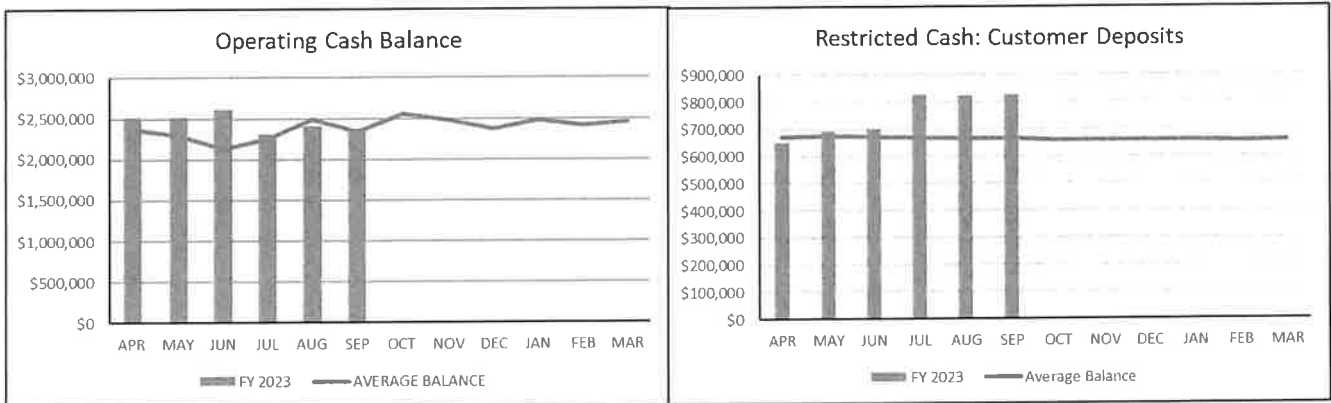 Operating Cash Balance
$3,000,000
$2,500,000
$2,000,000
$1,500,000
$1,000,000
$500,000
$0
APR MAY JUN JUL AUG SEP OCT NOV DEC JAN FEB MAR
FY 2023 AVERAGE BALANCE
Restricted Cash: Customer Deposits
$900,000
$800,000
$700,000
$600,000
$500,000
$400,000
$300,000
$200,000
$100,000
$0
APR MAY JUN JUL AUG SEP OCT NOV DEC JAN FEB MAR
FY 2023 Average Balance